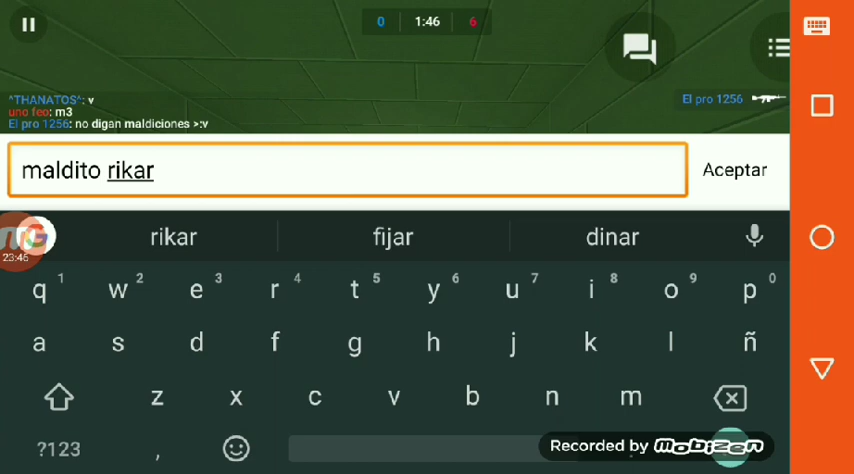 0 1:46 6
^THANATOS^: v
uno feo: m3
El pro 1256: no digan maldiciones >:v
El pro 1256
maldito rikar
Aceptar
23:46
rikar fijar dinar
q 1 w 2 e 3 r 4 t 5 y 6 u 7 i 8 o 9 p 0
a s d f g h j k l ñ
z x c v b n m
?123 ,
Recorded by mobizen